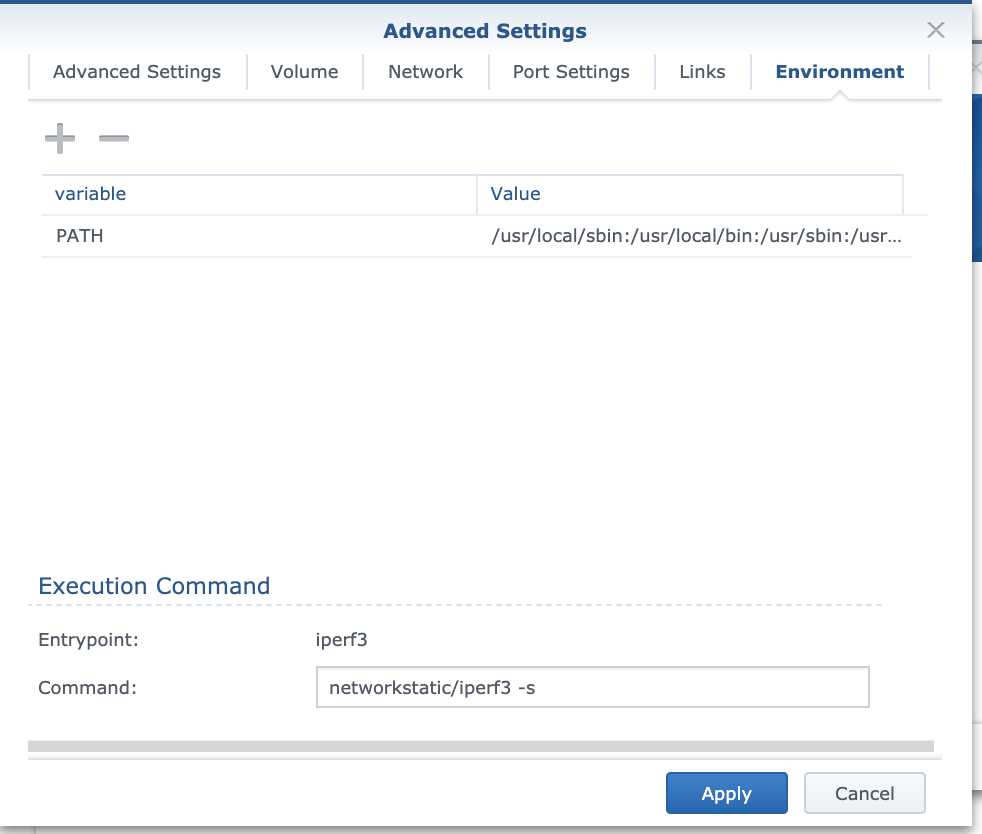 Advanced Settings
Advanced Settings Volume Network Port Settings Links Environment
variable Value
PATH /usr/local/sbin:/usr/local/bin:/usr/sbin:/usr...
Execution Command
Entrypoint: iperf3
Command: networkstatic/iperf3 -s
Apply Cancel